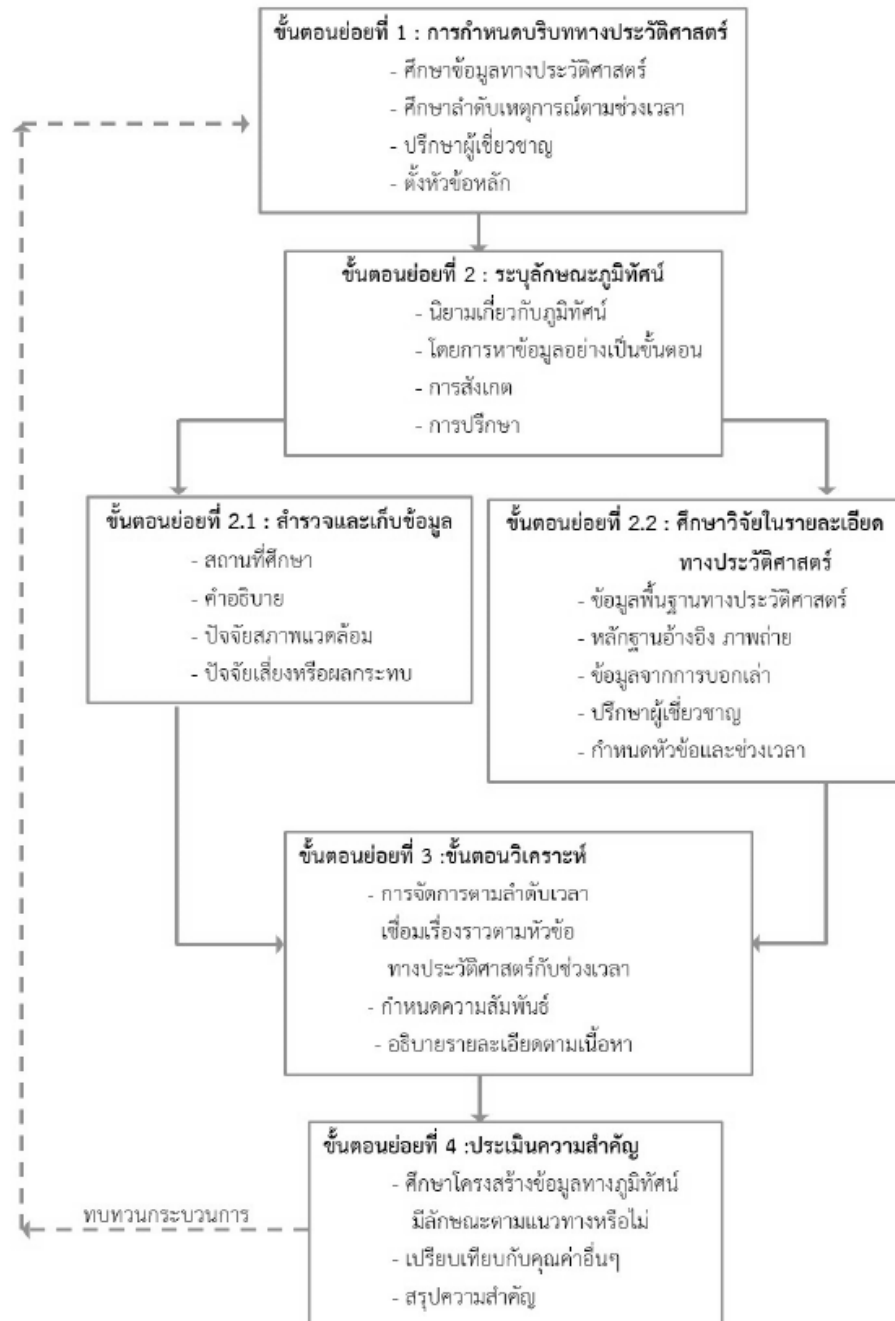 ขั้นตอนย่อยที่ 1 : การกำหนดบริบททางประวัติศาสตร์
- ศึกษาข้อมูลทางประวัติศาสตร์
- ศึกษาลำดับเหตุการณ์ตามช่วงเวลา
- ปรึกษาผู้เชี่ยวชาญ
- ตั้งหัวข้อหลัก
ขั้นตอนย่อยที่ 2 : ระบุลักษณะภูมิทัศน์
- นิยามเกี่ยวกับภูมิทัศน์
- โดยการหาข้อมูลอย่างเป็นขั้นตอน
- การสังเกต
- การปรึกษา
ขั้นตอนย่อยที่ 2.1 : สำรวจและเก็บข้อมูล
- สถานที่ศึกษา
- คำอธิบาย
- ปัจจัยสภาพแวดล้อม
- ปัจจัยเสี่ยงหรือผลกระทบ
ขั้นตอนย่อยที่ 2.2 : ศึกษาวิจัยในรายละเอียด
ทางประวัติศาสตร์
- ข้อมูลพื้นฐานทางประวัติศาสตร์
- หลักฐานอ้างอิง ภาพถ่าย
- ข้อมูลจากการบอกเล่า
- ปรึกษาผู้เชี่ยวชาญ
- กำหนดหัวข้อและช่วงเวลา
ขั้นตอนย่อยที่ 3 :ขั้นตอนวิเคราะห์
- การจัดการตามลำดับเวลา
เชื่อมเรื่องราวตามหัวข้อ
ทางประวัติศาสตร์กับช่วงเวลา
- กำหนดความสัมพันธ์
- อธิบายรายละเอียดตามเนื้อหา
ขั้นตอนย่อยที่ 4 :ประเมินความสำคัญ
- ศึกษาโครงสร้างข้อมูลทางภูมิทัศน์
มีลักษณะตามแนวทางหรือไม่
- เปรียบเทียบกับคุณค่าอื่นๆ
- สรุปความสำคัญ
ทบทวนกระบวนการ